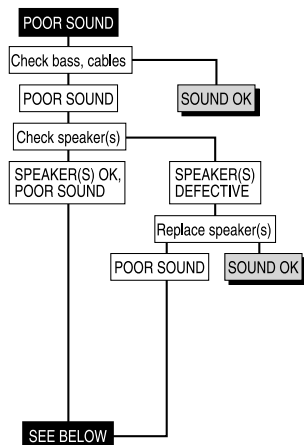 POOR SOUND
Check bass, cables
POOR SOUND
SOUND OK
Check speaker(s)
SPEAKER(S) OK,
POOR SOUND
SPEAKER(S)
DEFECTIVE
Replace speaker(s)
POOR SOUND
SOUND OK
SEE BELOW